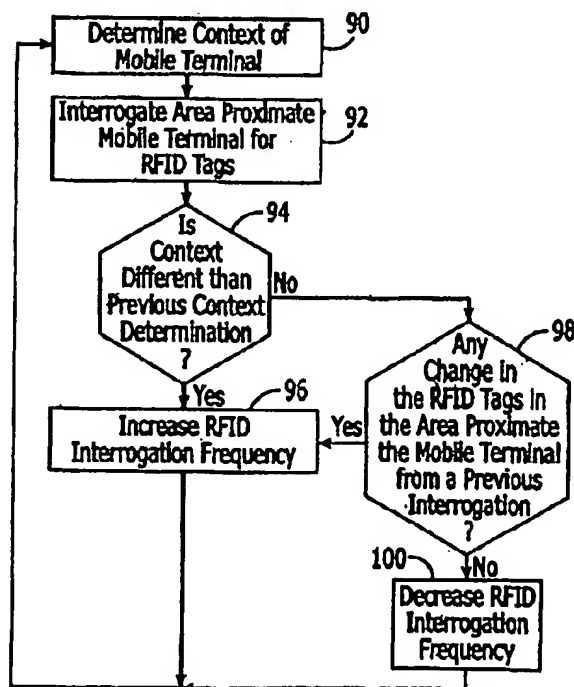 Determine Context of
Mobile Terminal
90
Interrogate Area Proximate
Mobile Terminal for
RFID Tags
92
Is
Context
Different than
Previous Context
Determination
?
94
No
Yes
Any
Change in
the RFID Tags in
the Area Proximate
the Mobile Terminal
from a Previous
Interrogation
?
98
Yes
No
Increase RFID
Interrogation Frequency
96
100
Decrease RFID
Interrogation
Frequency